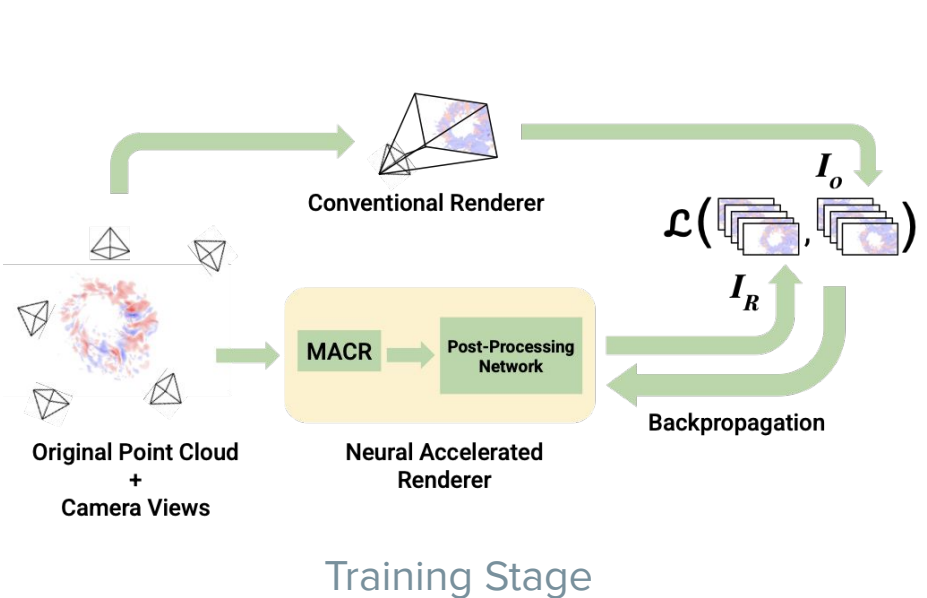 Conventional Renderer
I_o
ℒ( , )
I_R
MACR
Post-Processing
Network
Backpropagation
Original Point Cloud
+
Camera Views
Neural Accelerated
Renderer
Training Stage